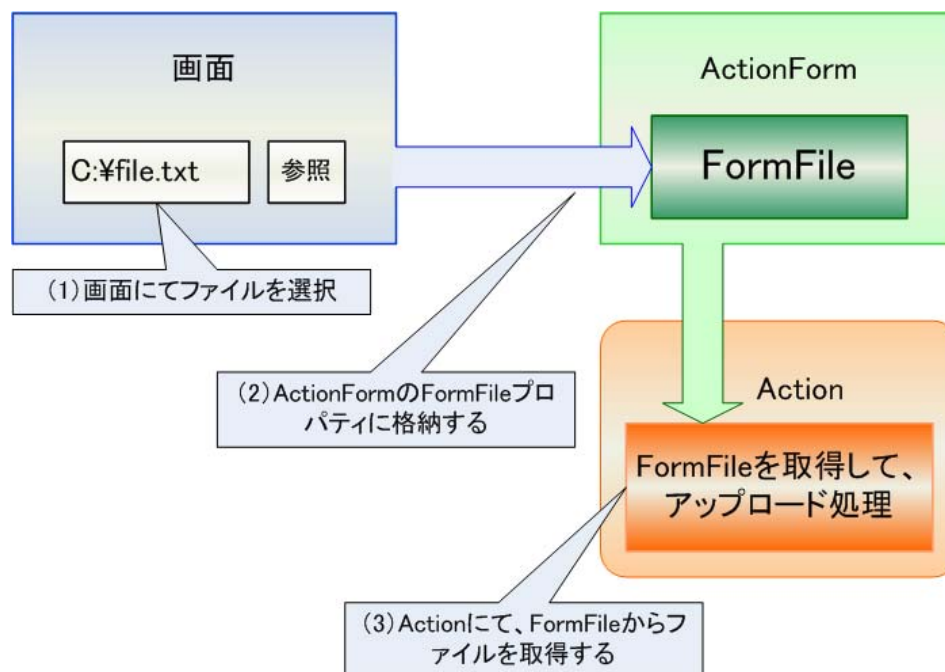 画面
C:¥file.txt
参照
(1)画面にてファイルを選択
ActionForm
FormFile
(2)ActionFormのFormFileプロ
パティに格納する
Action
FormFileを取得して、
アップロード処理
(3)Actionにて、FormFileからフ
ァイルを取得する